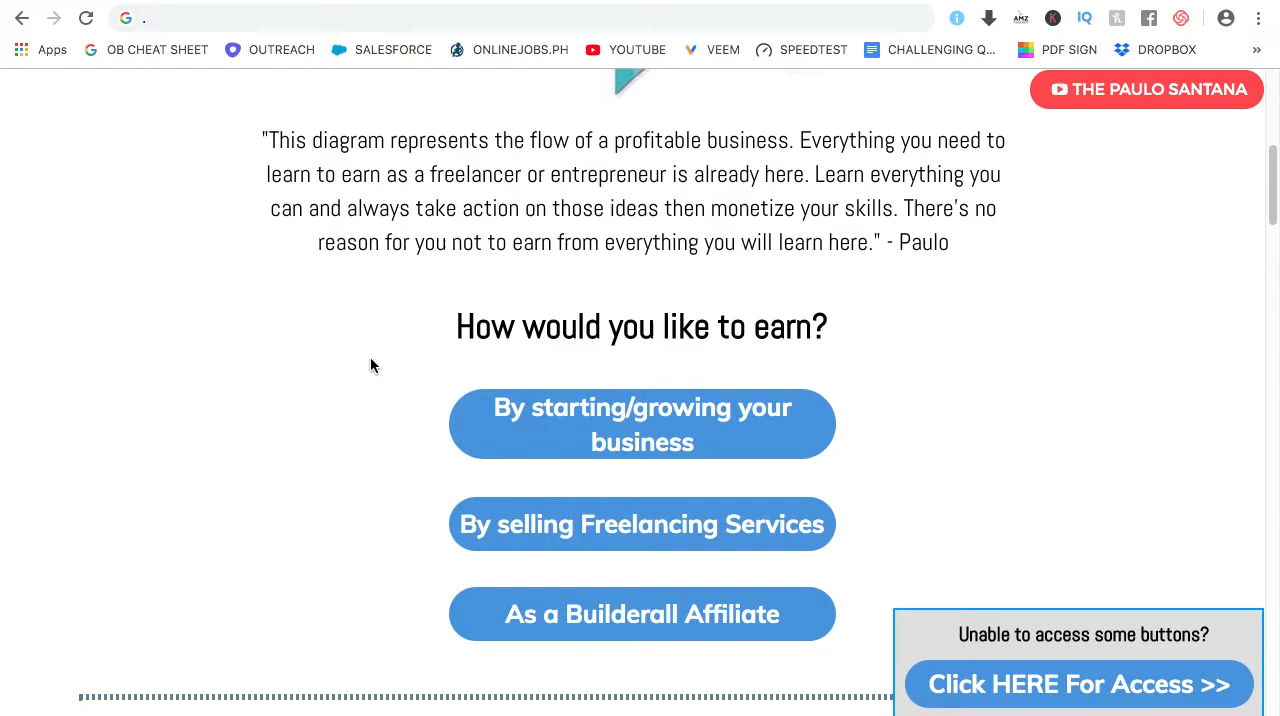 .
AMZ
K
IQ
Apps
OB CHEAT SHEET
OUTREACH
SALESFORCE
ONLINEJOBS.PH
YOUTUBE
VEEM
SPEEDTEST
CHALLENGING Q...
PDF SIGN
DROPBOX
»
THE PAULO SANTANA
"This diagram represents the flow of a profitable business. Everything you need to
learn to earn as a freelancer or entrepreneur is already here. Learn everything you
can and always take action on those ideas then monetize your skills. There's no
reason for you not to earn from everything you will learn here." - Paulo
How would you like to earn?
By starting/growing your
business
By selling Freelancing Services
As a Builderall Affiliate
Unable to access some buttons?
Click HERE For Access >>